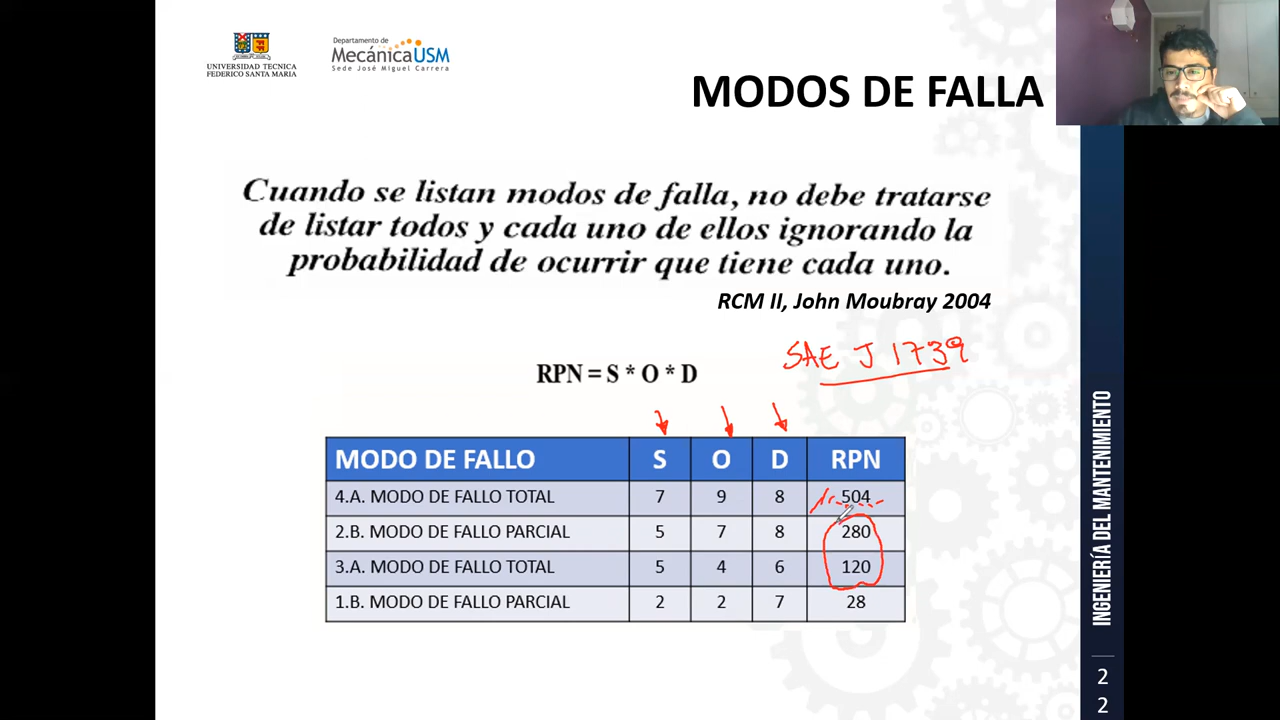 UNIVERSIDAD TECNICA
FEDERICO SANTA MARIA
Departamento de
MecánicaUSM
Sede José Miguel Carrera
MODOS DE FALLA
Cuando se listan modos de falla, no debe tratarse
de listar todos y cada uno de ellos ignorando la
probabilidad de ocurrir que tiene cada uno.
RCM II, John Moubray 2004
SAE J 1739
RPN = S * O * D
MODO DE FALLO S O D RPN
4.A. MODO DE FALLO TOTAL 7 9 8 504
2.B. MODO DE FALLO PARCIAL 5 7 8 280
3.A. MODO DE FALLO TOTAL 5 4 6 120
1.B. MODO DE FALLO PARCIAL 2 2 7 28
INGENIERÍA DEL MANTENIMIENTO
2
2